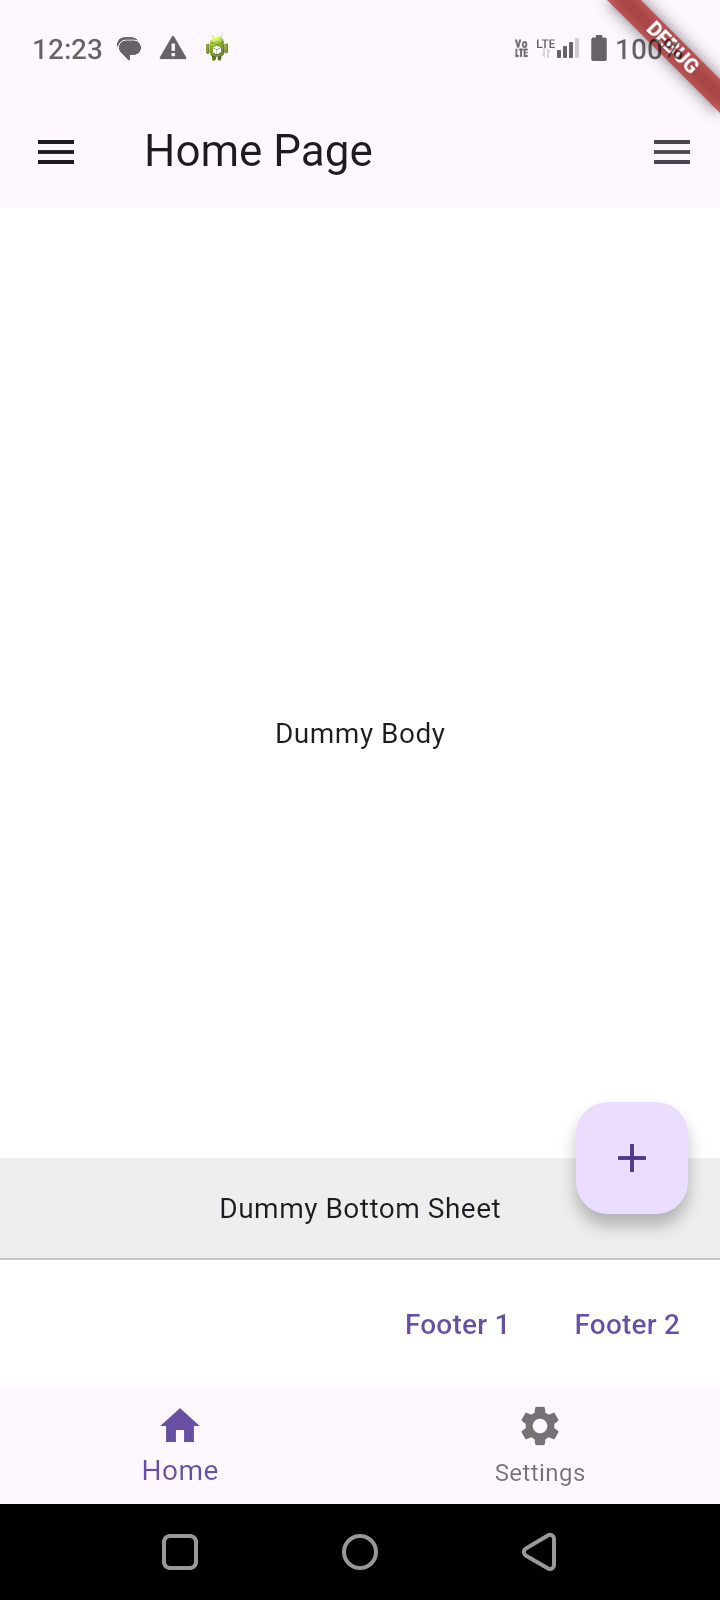 12:23 Vo LTE LTE 100%
DEBUG
Home Page
Dummy Body
Dummy Bottom Sheet
Footer 1 Footer 2
Home Settings